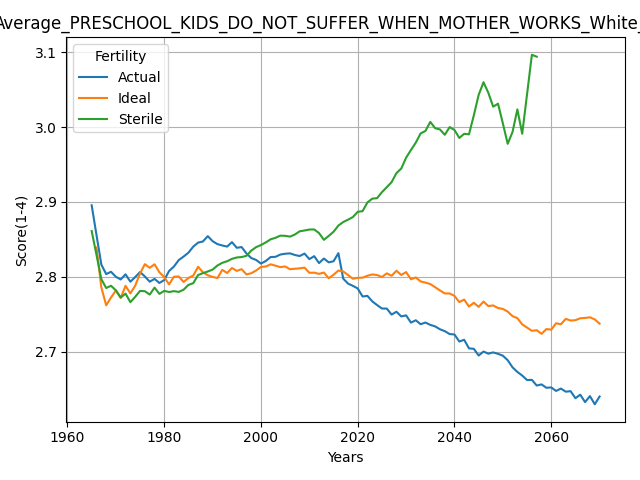 Average_PRESCHOOL_KIDS_DO_NOT_SUFFER_WHEN_MOTHER_WORKS_White_
Fertility
Actual
Ideal
Sterile
Score(1-4)
3.1
3.0
2.9
2.8
2.7
1960 1980 2000 2020 2040 2060
Years